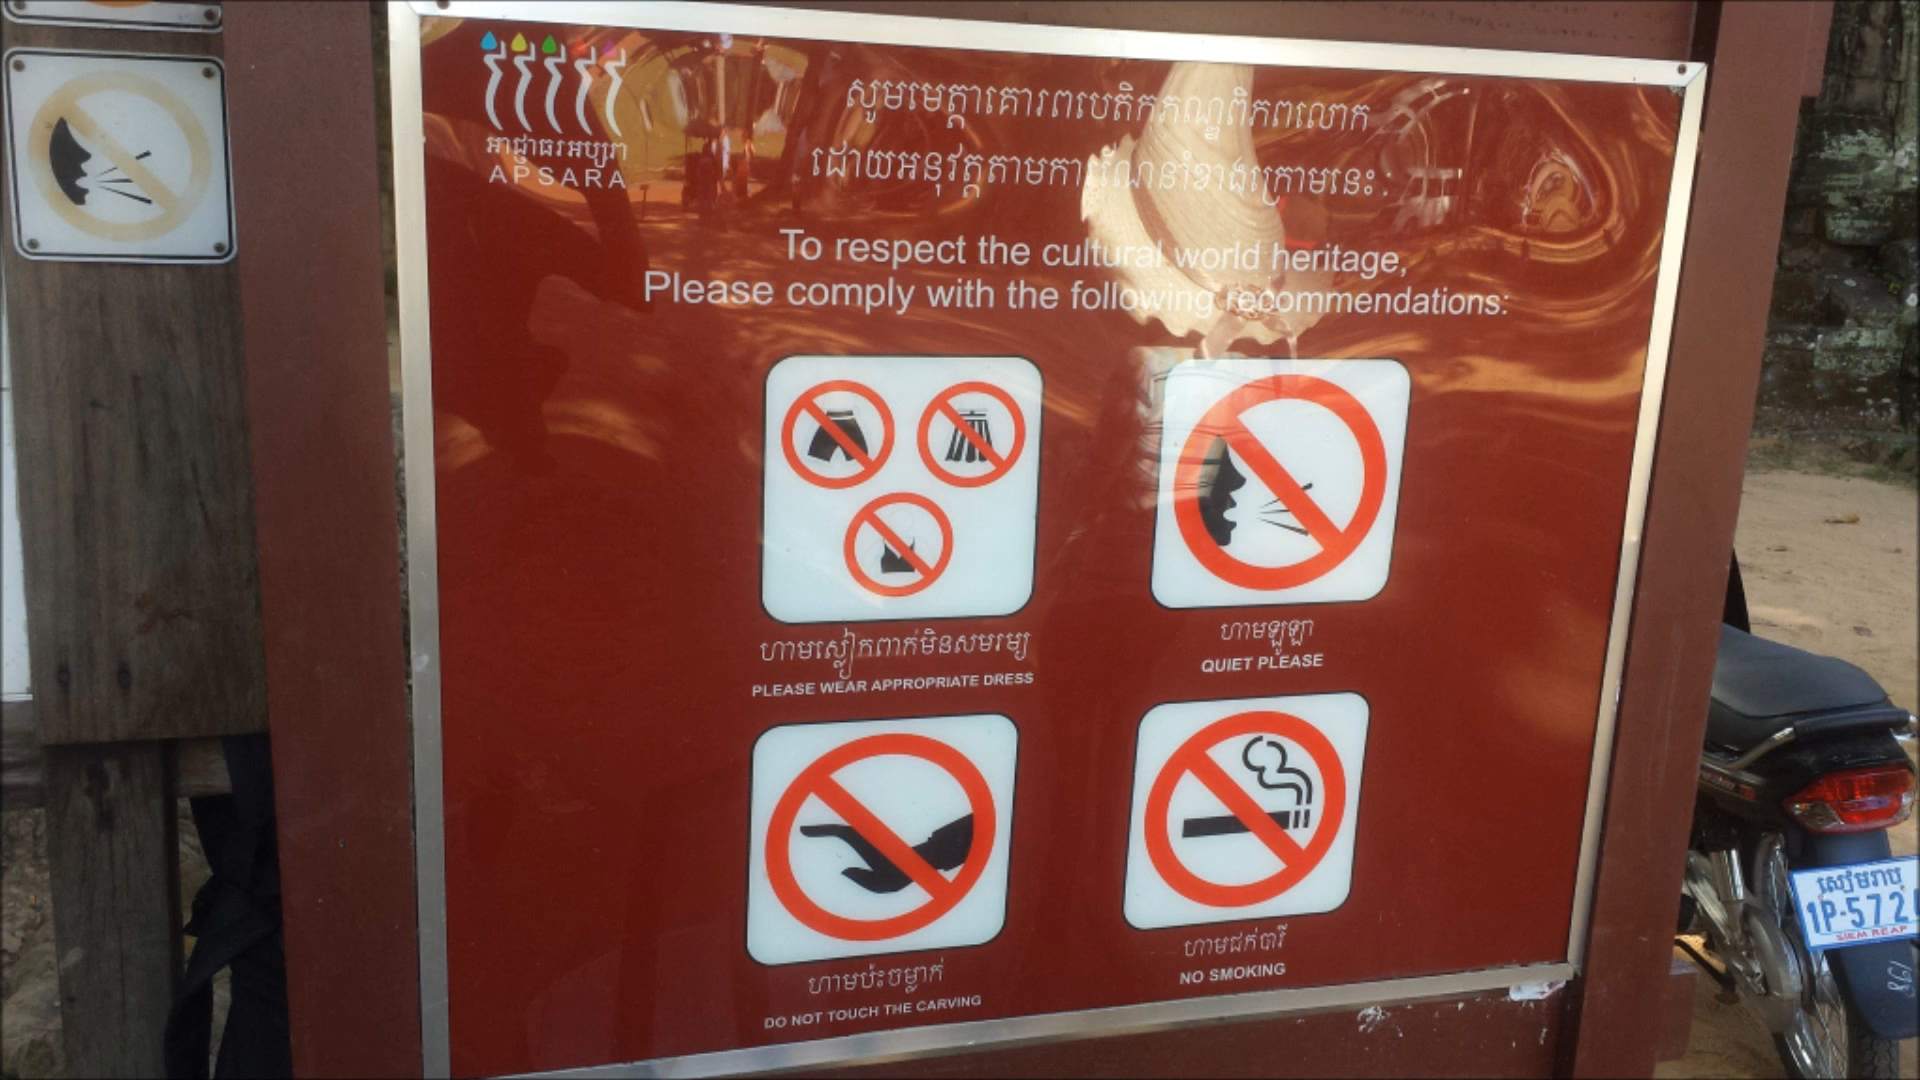 អាជ្ញាធរអប្សរា
APSARA
សូមមេត្តាគោរពបេតិកភណ្ឌពិភពលោក
ដោយអនុវត្តតាមការណែនាំខាងក្រោមនេះ :
To respect the cultural world heritage,
Please comply with the following recommendations:
ហាមស្លៀកពាក់មិនសមរម្យ
PLEASE WEAR APPROPRIATE DRESS
ហាមឡូឡា
QUIET PLEASE
ហាមប៉ះចម្លាក់
DO NOT TOUCH THE CARVING
ហាមជក់បារី
NO SMOKING
សៀមរាប
1P-572
SIEM REAP
861